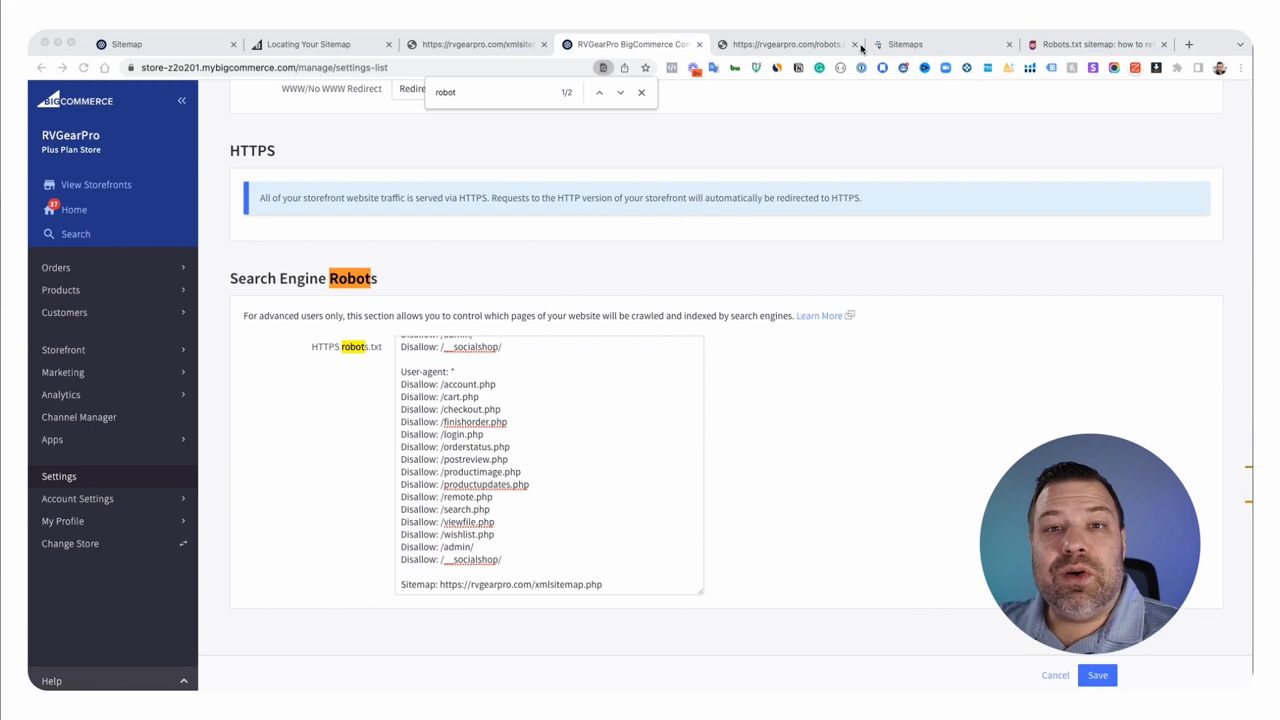 Sitemap
Locating Your Sitemap
https://rvgearpro.com/xmlsitem
RVGearPro BigCommerce Co
https://rvgearpro.com/robots.
Sitemaps
Robots.txt sitemap: how to re
store-z2o201.mybigcommerce.com/manage/settings-list
WWW/No WWW Redirect
Redire
robot
1/2
BIGCOMMERCE
RVGearPro
Plus Plan Store
View Storefronts
37
Home
Search
Orders
Products
Customers
Storefront
Marketing
Analytics
Channel Manager
Apps
Settings
Account Settings
My Profile
Change Store
Help
HTTPS
All of your storefront website traffic is served via HTTPS. Requests to the HTTP version of your storefront will automatically be redirected to HTTPS.
Search Engine Robots
For advanced users only, this section allows you to control which pages of your website will be crawled and indexed by search engines. Learn More
HTTPS robots.txt
Disallow: /admin/
Disallow: /__socialshop/
User-agent: *
Disallow: /account.php
Disallow: /cart.php
Disallow: /checkout.php
Disallow: /finishorder.php
Disallow: /login.php
Disallow: /orderstatus.php
Disallow: /postreview.php
Disallow: /productimage.php
Disallow: /productupdates.php
Disallow: /remote.php
Disallow: /search.php
Disallow: /viewfile.php
Disallow: /wishlist.php
Disallow: /admin/
Disallow: /__socialshop/
Sitemap: https://rvgearpro.com/xmlsitemap.php
Cancel
Save